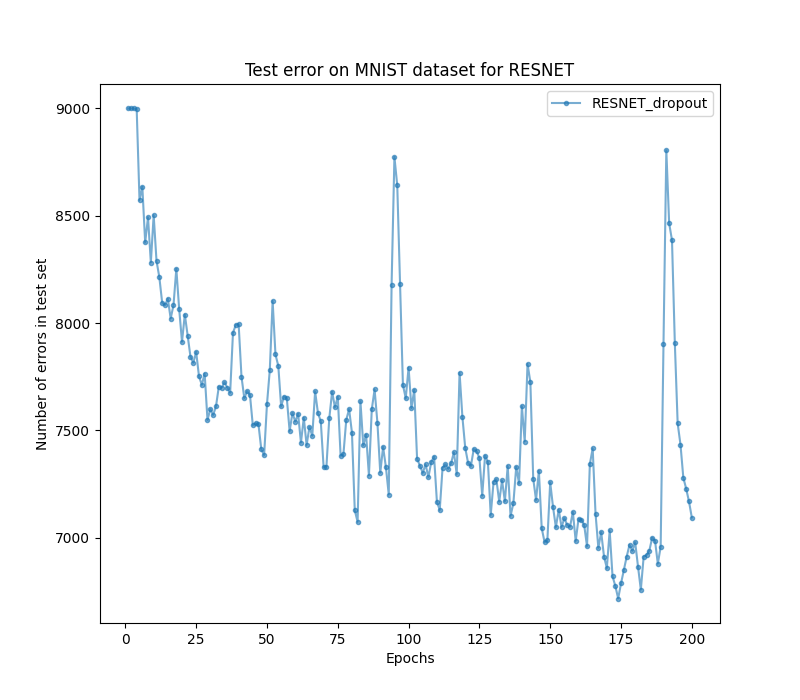 Test error on MNIST dataset for RESNET
RESNET_dropout
Number of errors in test set
9000
8500
8000
7500
7000
0 25 50 75 100 125 150 175 200
Epochs